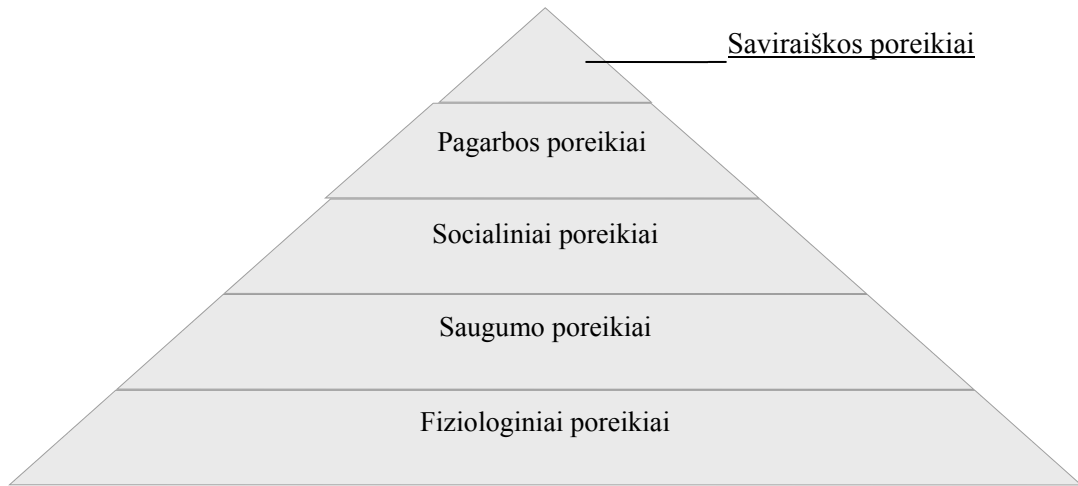 Saviraiškos poreikiai
Pagarbos poreikiai
Socialiniai poreikiai
Saugumo poreikiai
Fiziologiniai poreikiai